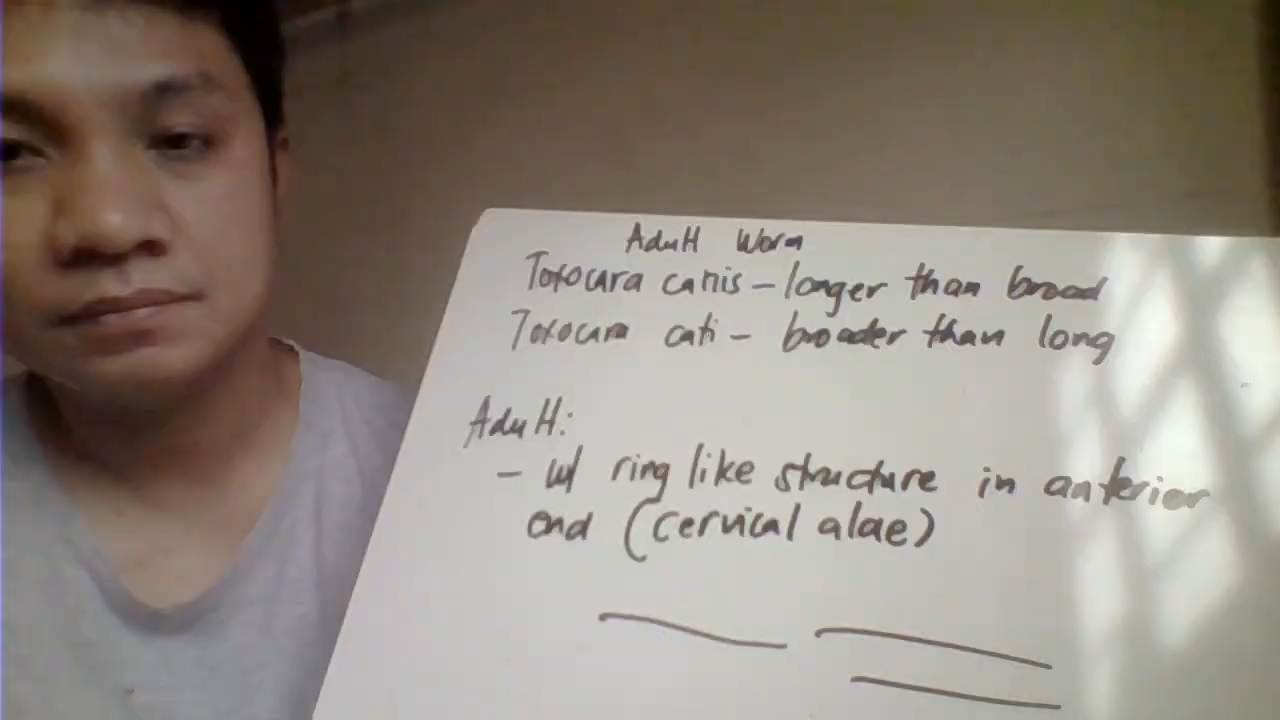 Adult Worm
Toxocara canis – longer than broad
Toxocara cati – broader than long
Adult:
– w/ ring like structure in anterior
end (cervical alae)